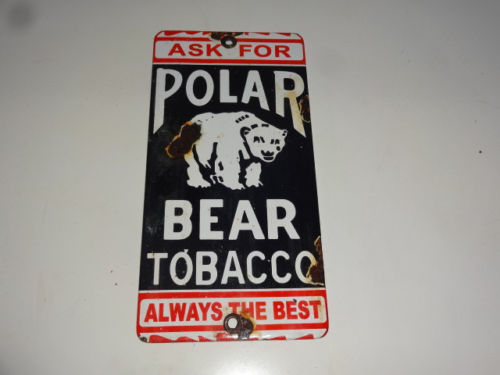 ASK FOR
POLAR
BEAR
TOBACCO
ALWAYS THE BEST